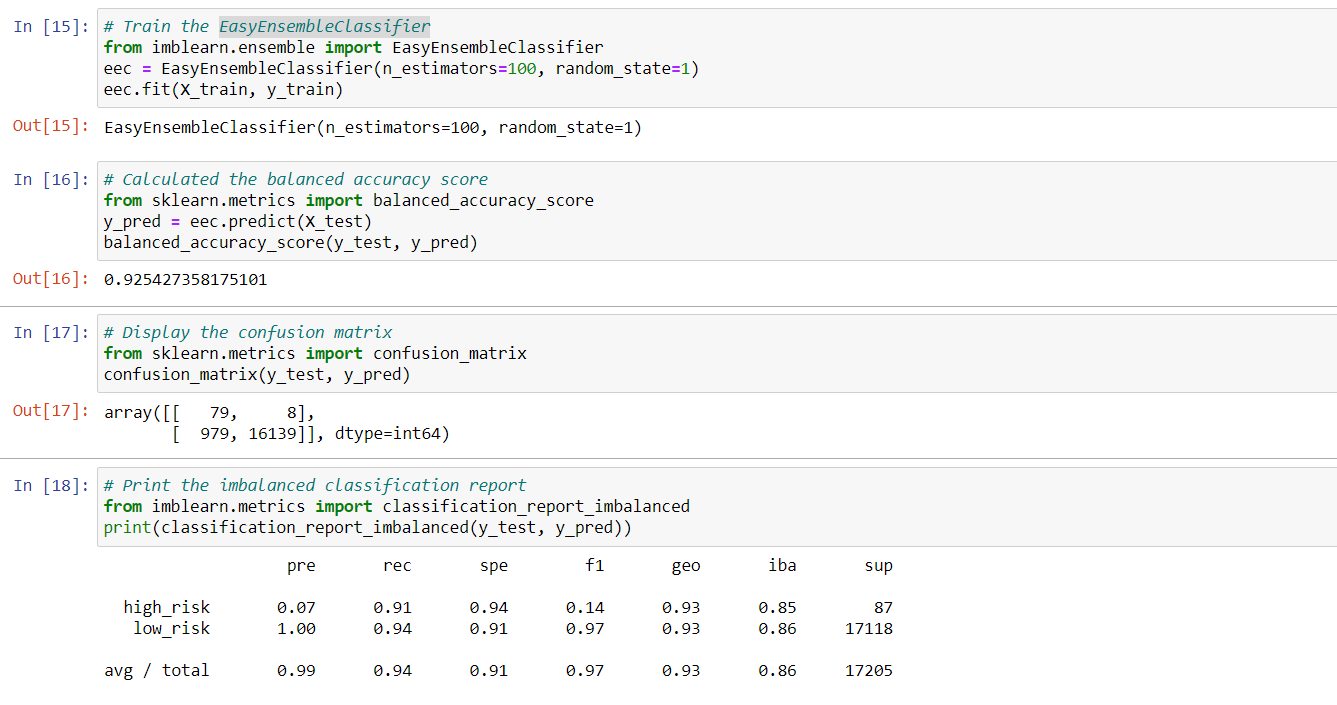 In [15]: # Train the EasyEnsembleClassifier
from imblearn.ensemble import EasyEnsembleClassifier
eec = EasyEnsembleClassifier(n_estimators=100, random_state=1)
eec.fit(X_train, y_train)
Out[15]: EasyEnsembleClassifier(n_estimators=100, random_state=1)
In [16]: # Calculated the balanced accuracy score
from sklearn.metrics import balanced_accuracy_score
y_pred = eec.predict(X_test)
balanced_accuracy_score(y_test, y_pred)
Out[16]: 0.925427358175101
In [17]: # Display the confusion matrix
from sklearn.metrics import confusion_matrix
confusion_matrix(y_test, y_pred)
Out[17]: array([[   79,     8],
       [  979, 16139]], dtype=int64)
In [18]: # Print the imbalanced classification report
from imblearn.metrics import classification_report_imbalanced
print(classification_report_imbalanced(y_test, y_pred))
pre rec spe f1 geo iba sup
high_risk 0.07 0.91 0.94 0.14 0.93 0.85 87
low_risk 1.00 0.94 0.91 0.97 0.93 0.86 17118
avg / total 0.99 0.94 0.91 0.97 0.93 0.86 17205